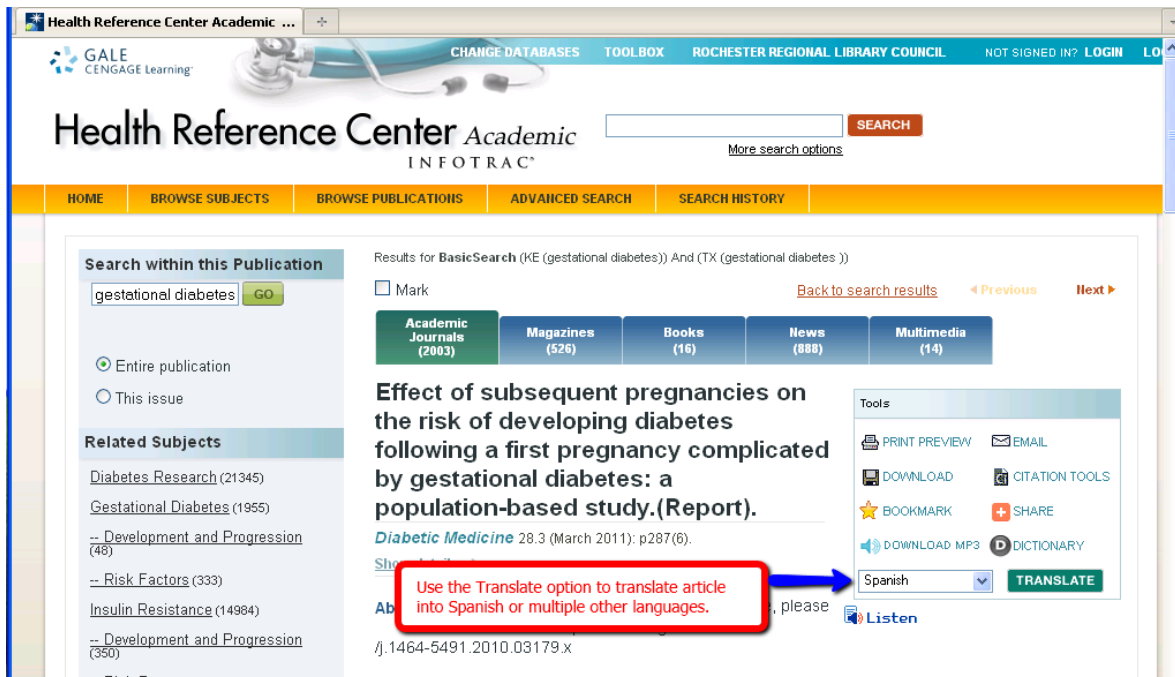 Health Reference Center Academic ...
GALE
CENGAGE Learning·
CHANGE DATABASES TOOLBOX ROCHESTER REGIONAL LIBRARY COUNCIL NOT SIGNED IN? LOGIN
Health Reference Center Academic
INFOTRAC®
SEARCH
More search options
HOME BROWSE SUBJECTS BROWSE PUBLICATIONS ADVANCED SEARCH SEARCH HISTORY
Search within this Publication
gestational diabetes GO
Entire publication
This issue
Related Subjects
Diabetes Research (21345)
Gestational Diabetes (1955)
-- Development and Progression
(48)
-- Risk Factors (333)
Insulin Resistance (14984)
-- Development and Progression
(350)
Results for BasicSearch (KE (gestational diabetes)) And (TX (gestational diabetes ))
Mark Back to search results Previous Next
Academic
Journals
(2003)
Magazines
(526)
Books
(16)
News
(888)
Multimedia
(14)
Effect of subsequent pregnancies on
the risk of developing diabetes
following a first pregnancy complicated
by gestational diabetes: a
population-based study.(Report).
Diabetic Medicine 28.3 (March 2011): p287(6).
Use the Translate option to translate article
into Spanish or multiple other languages.
, please
/j.1464-5491.2010.03179.x
Tools
PRINT PREVIEW EMAIL
DOWNLOAD CITATION TOOLS
BOOKMARK SHARE
DOWNLOAD MP3 D DICTIONARY
Spanish TRANSLATE
Listen